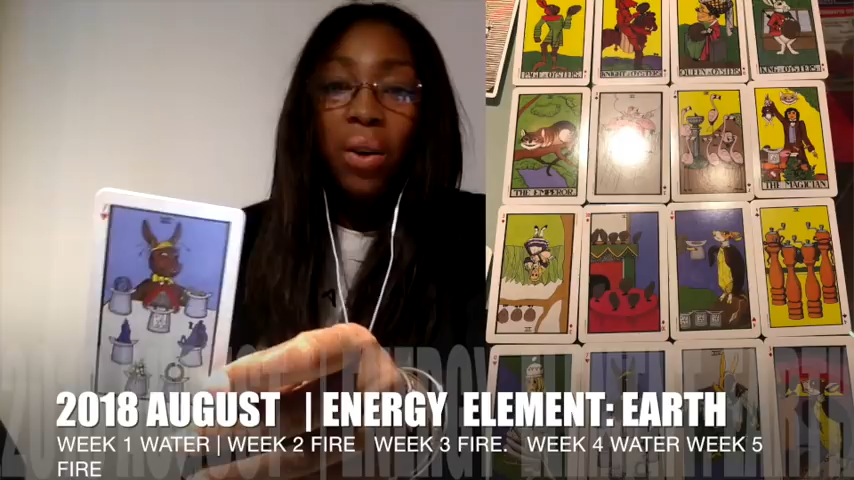 PAGE of OYSTERS
KNIGHT of OYSTERS
QUEEN of OYSTERS
KING of OYSTERS
THE EMPEROR
THE MAGICIAN
2018 AUGUST | ENERGY ELEMENT: EARTH
WEEK 1 WATER | WEEK 2 FIRE WEEK 3 FIRE. WEEK 4 WATER WEEK 5
FIRE